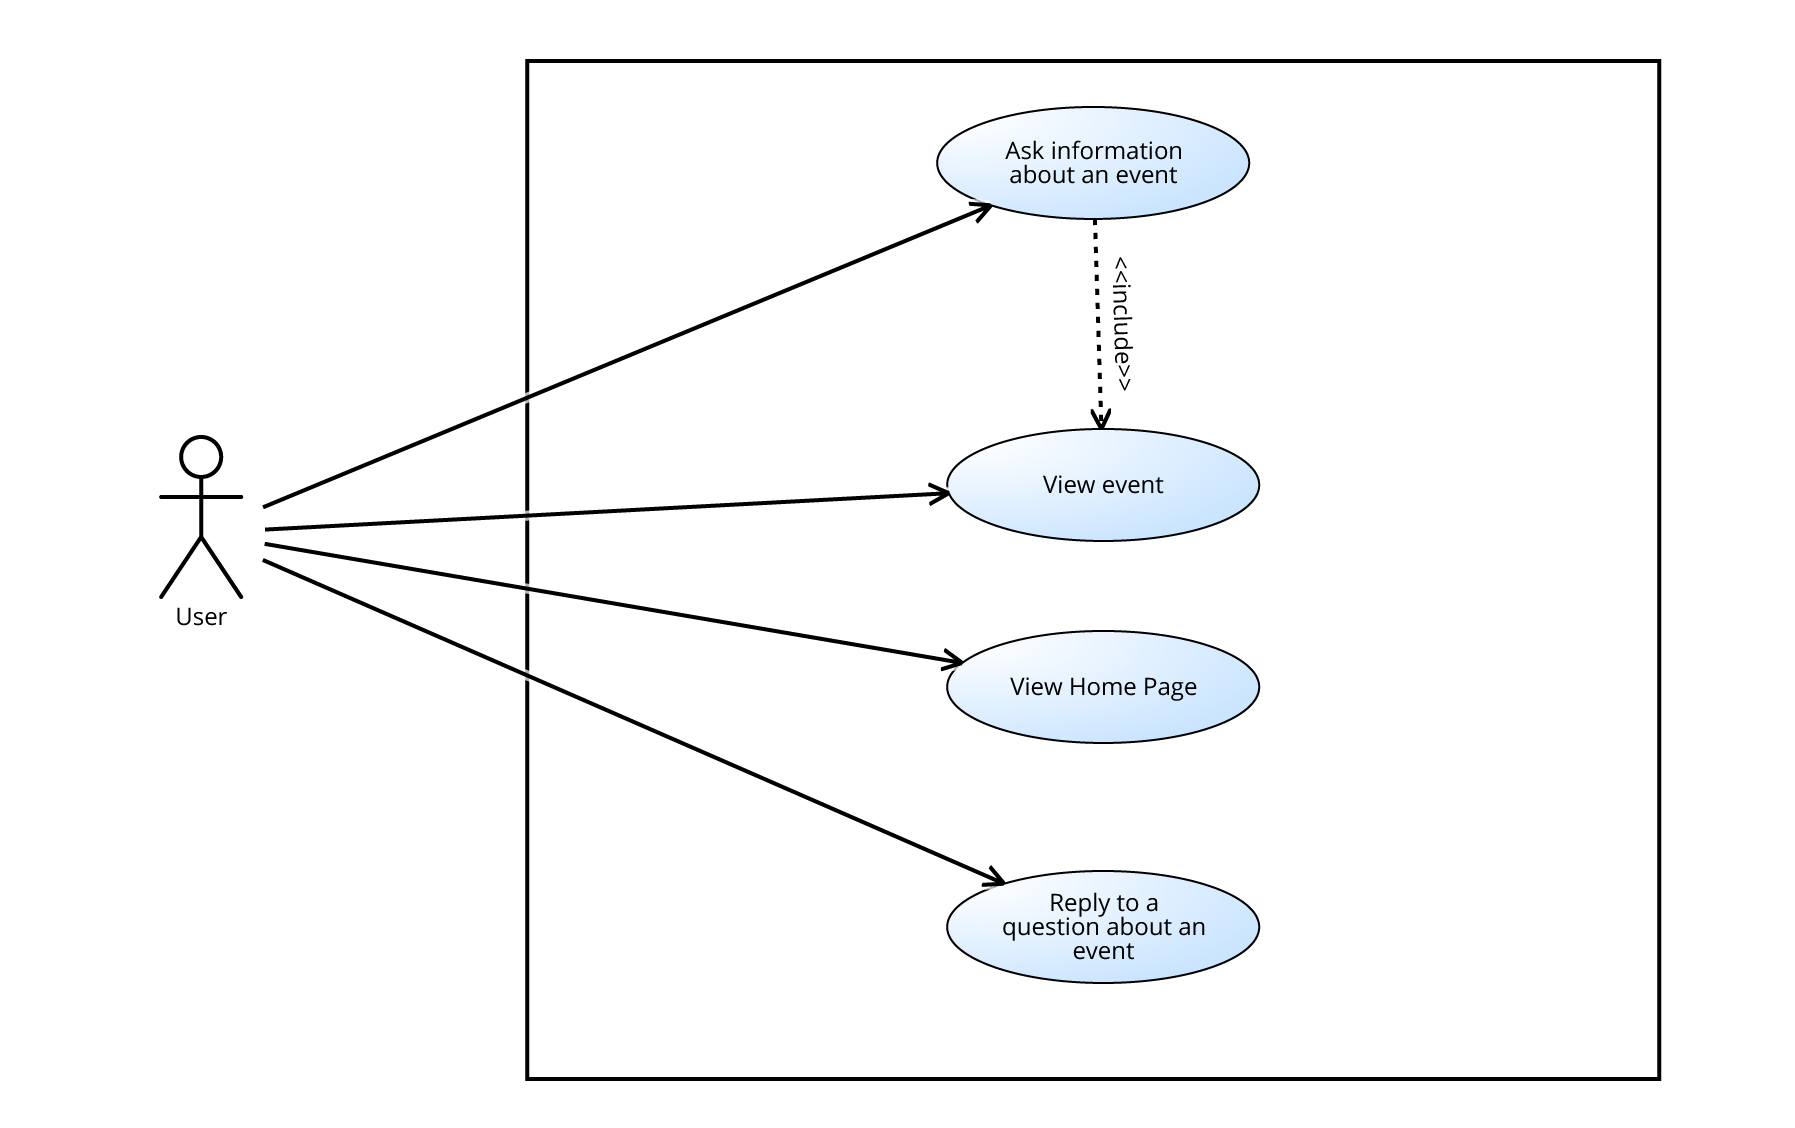 Ask information
about an event
<<include>>
View event
User
View Home Page
Reply to a
question about an
event